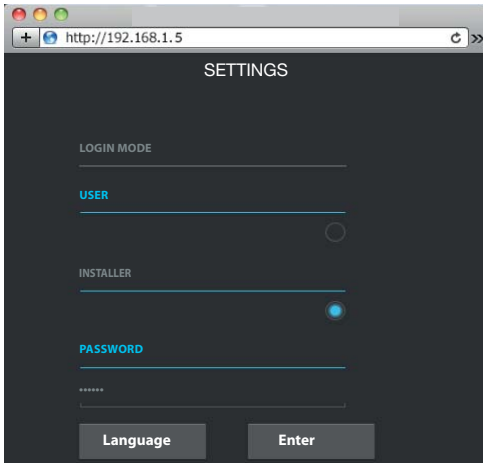 http://192.168.1.5
SETTINGS
LOGIN MODE
USER
INSTALLER
PASSWORD
••••••
Language
Enter